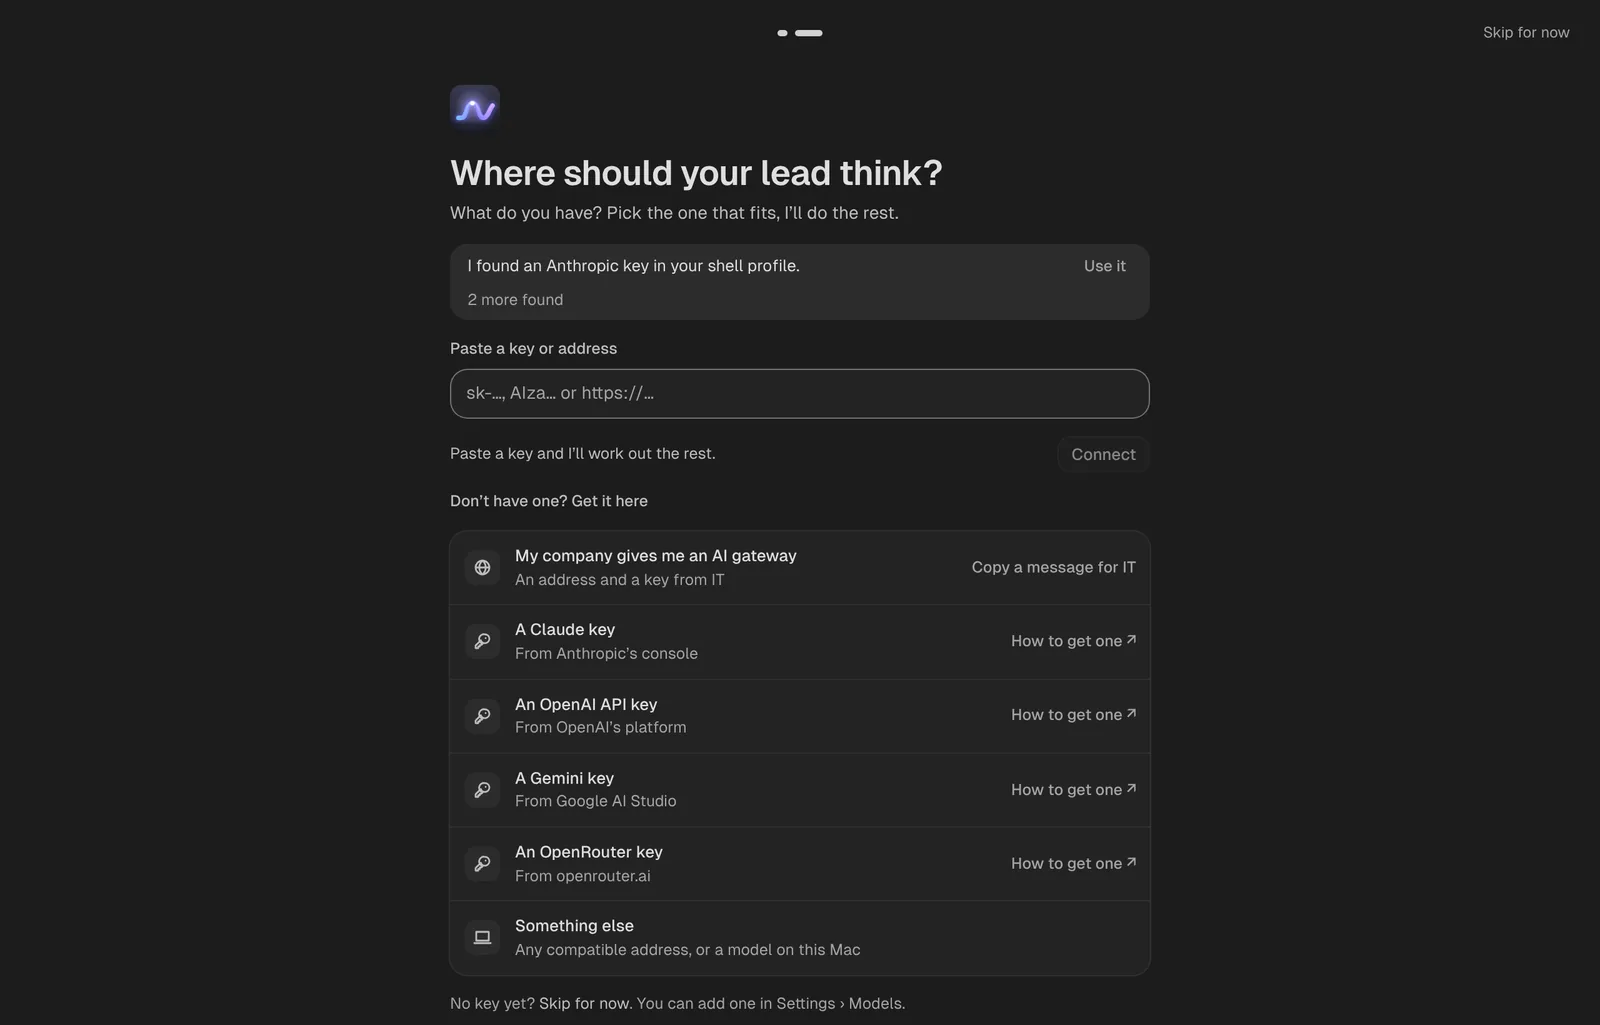 Skip for now
Where should your lead think?
What do you have? Pick the one that fits, I’ll do the rest.
I found an Anthropic key in your shell profile.
Use it
2 more found
Paste a key or address
sk-…, AIza… or https://…
Paste a key and I’ll work out the rest.
Connect
Don’t have one? Get it here
My company gives me an AI gateway
An address and a key from IT
Copy a message for IT
A Claude key
From Anthropic’s console
How to get one ↗
An OpenAI API key
From OpenAI’s platform
How to get one ↗
A Gemini key
From Google AI Studio
How to get one ↗
An OpenRouter key
From openrouter.ai
How to get one ↗
Something else
Any compatible address, or a model on this Mac
No key yet? Skip for now. You can add one in Settings › Models.